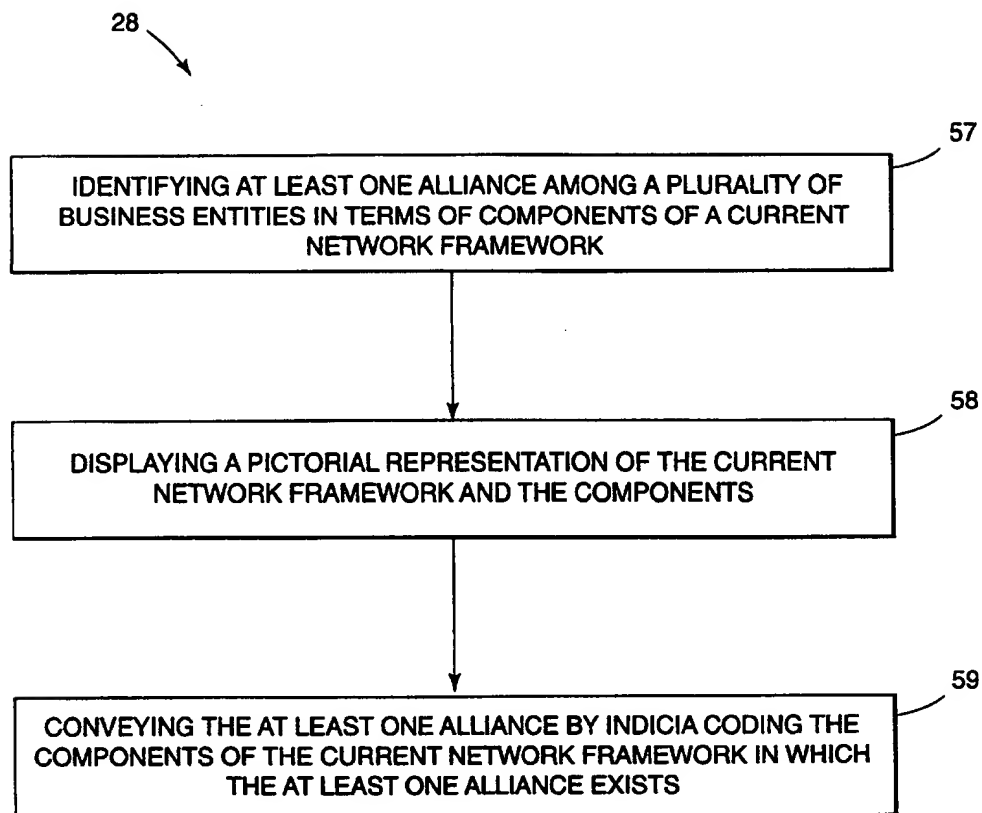 28
57
IDENTIFYING AT LEAST ONE ALLIANCE AMONG A PLURALITY OF
BUSINESS ENTITIES IN TERMS OF COMPONENTS OF A CURRENT
NETWORK FRAMEWORK
58
DISPLAYING A PICTORIAL REPRESENTATION OF THE CURRENT
NETWORK FRAMEWORK AND THE COMPONENTS
59
CONVEYING THE AT LEAST ONE ALLIANCE BY INDICIA CODING THE
COMPONENTS OF THE CURRENT NETWORK FRAMEWORK IN WHICH
THE AT LEAST ONE ALLIANCE EXISTS